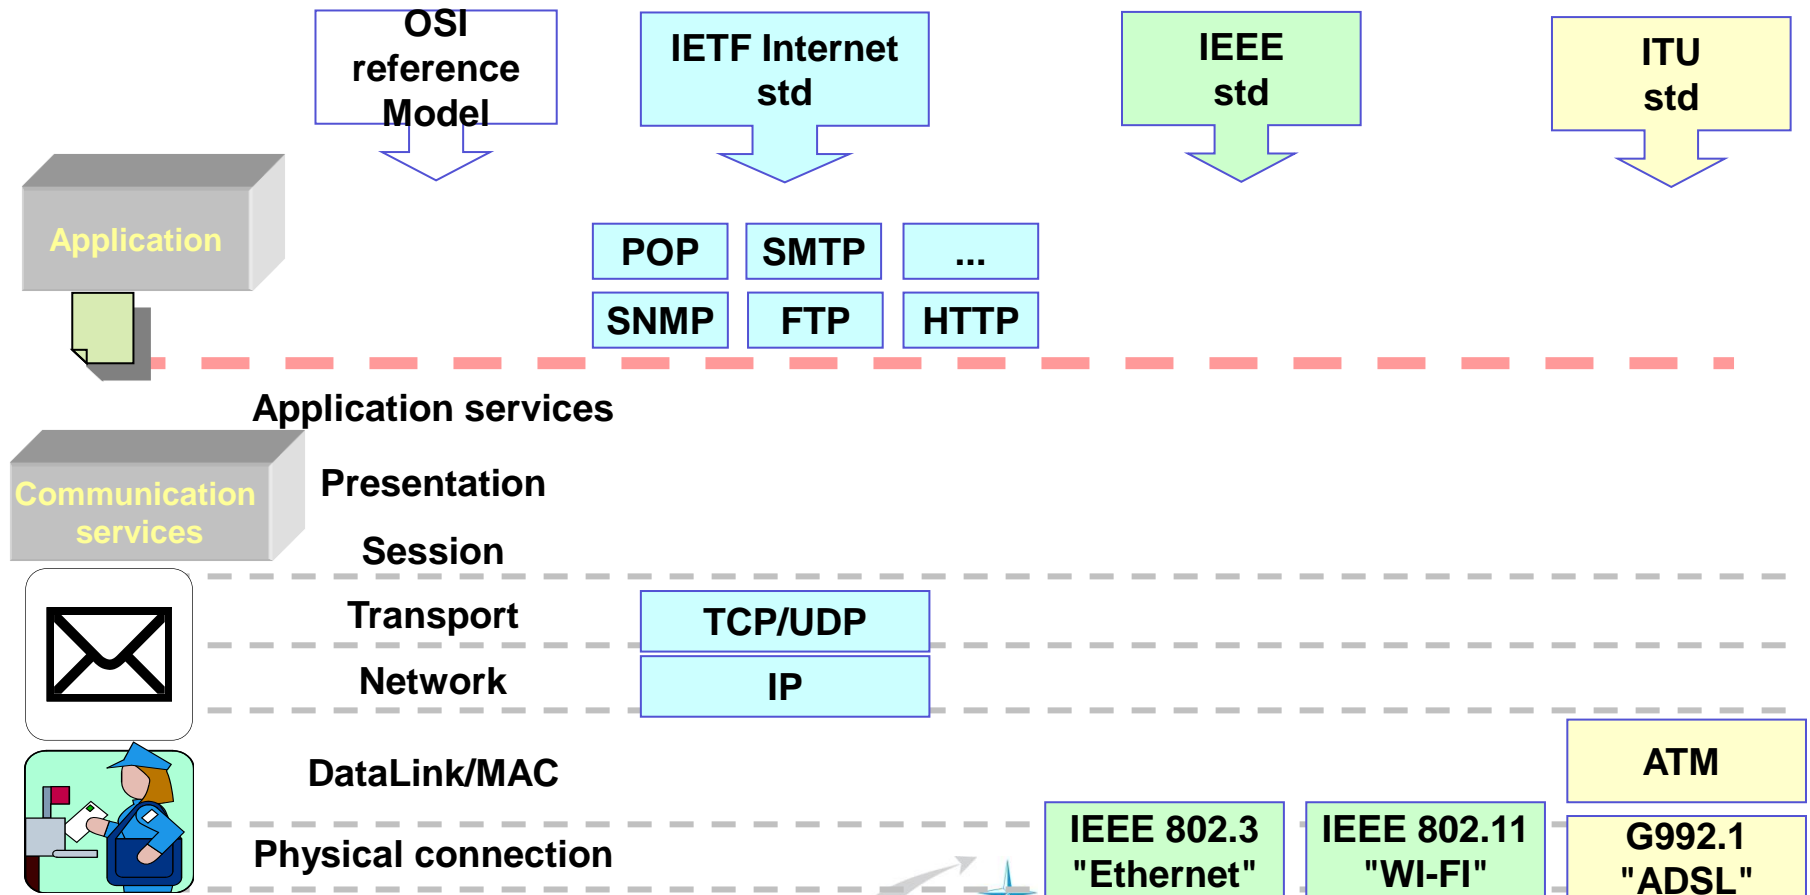 OSI
reference
Model
IETF Internet
std
IEEE
std
ITU
std
Application
POP
SMTP
...
SNMP
FTP
HTTP
Application services
Communication
services
Presentation
Session
Transport
TCP/UDP
Network
IP
DataLink/MAC
ATM
Physical connection
IEEE 802.3
"Ethernet"
IEEE 802.11
"WI-FI"
G992.1
"ADSL"